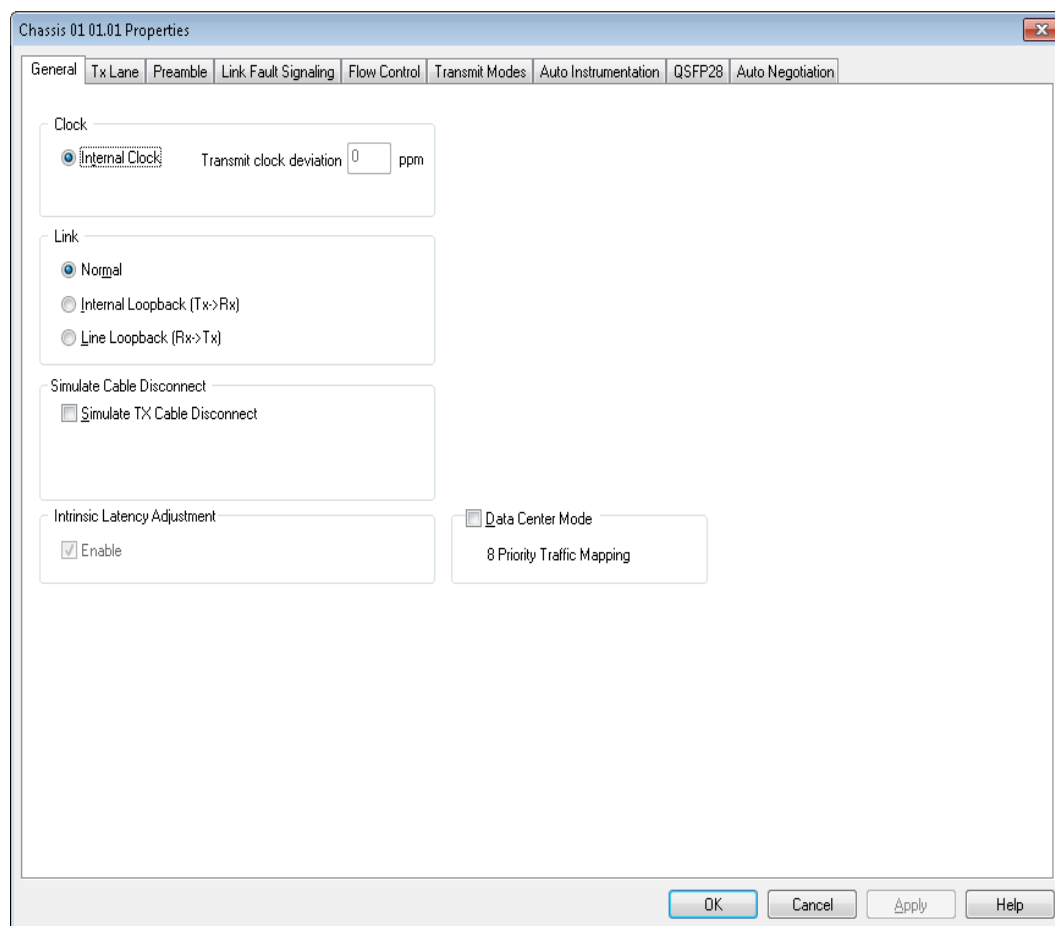 Chassis 01 01.01 Properties
General Tx Lane Preamble Link Fault Signaling Flow Control Transmit Modes Auto Instrumentation QSFP28 Auto Negotiation
Clock
Internal Clock Transmit clock deviation 0 ppm
Link
Normal
Internal Loopback (Tx->Rx)
Line Loopback (Rx->Tx)
Simulate Cable Disconnect
Simulate TX Cable Disconnect
Intrinsic Latency Adjustment
Enable
Data Center Mode
8 Priority Traffic Mapping
OK Cancel Apply Help